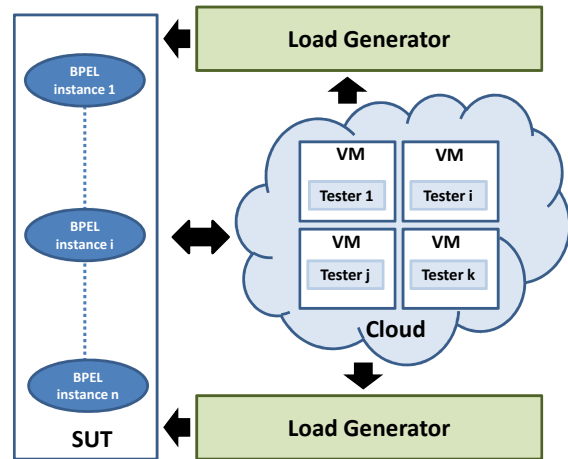 Load Generator
BPEL
instance 1
VM
VM
Tester 1
Tester i
BPEL
instance i
VM
VM
Tester j
Tester k
Cloud
BPEL
instance n
Load Generator
SUT